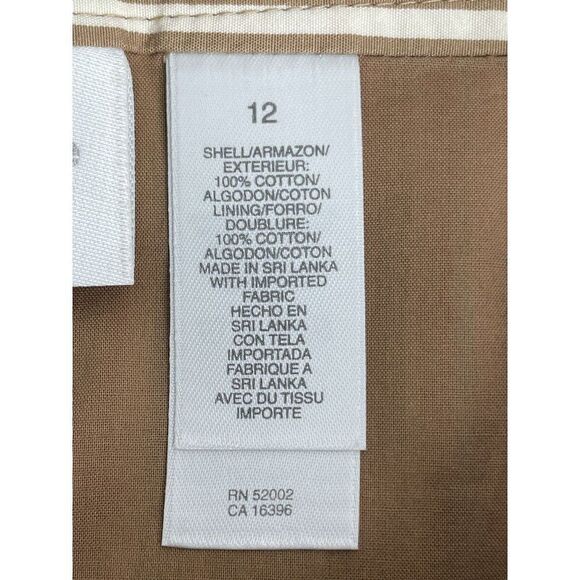 12
SHELL/ARMAZON/
EXTERIEUR:
100% COTTON/
ALGODON/COTON
LINING/FORRO/
DOUBLURE:
100% COTTON/
ALGODON/COTON
MADE IN SRI LANKA
WITH IMPORTED
FABRIC
HECHO EN
SRI LANKA
CON TELA
IMPORTADA
FABRIQUE A
SRI LANKA
AVEC DU TISSU
IMPORTE
RN 52002
CA 16396